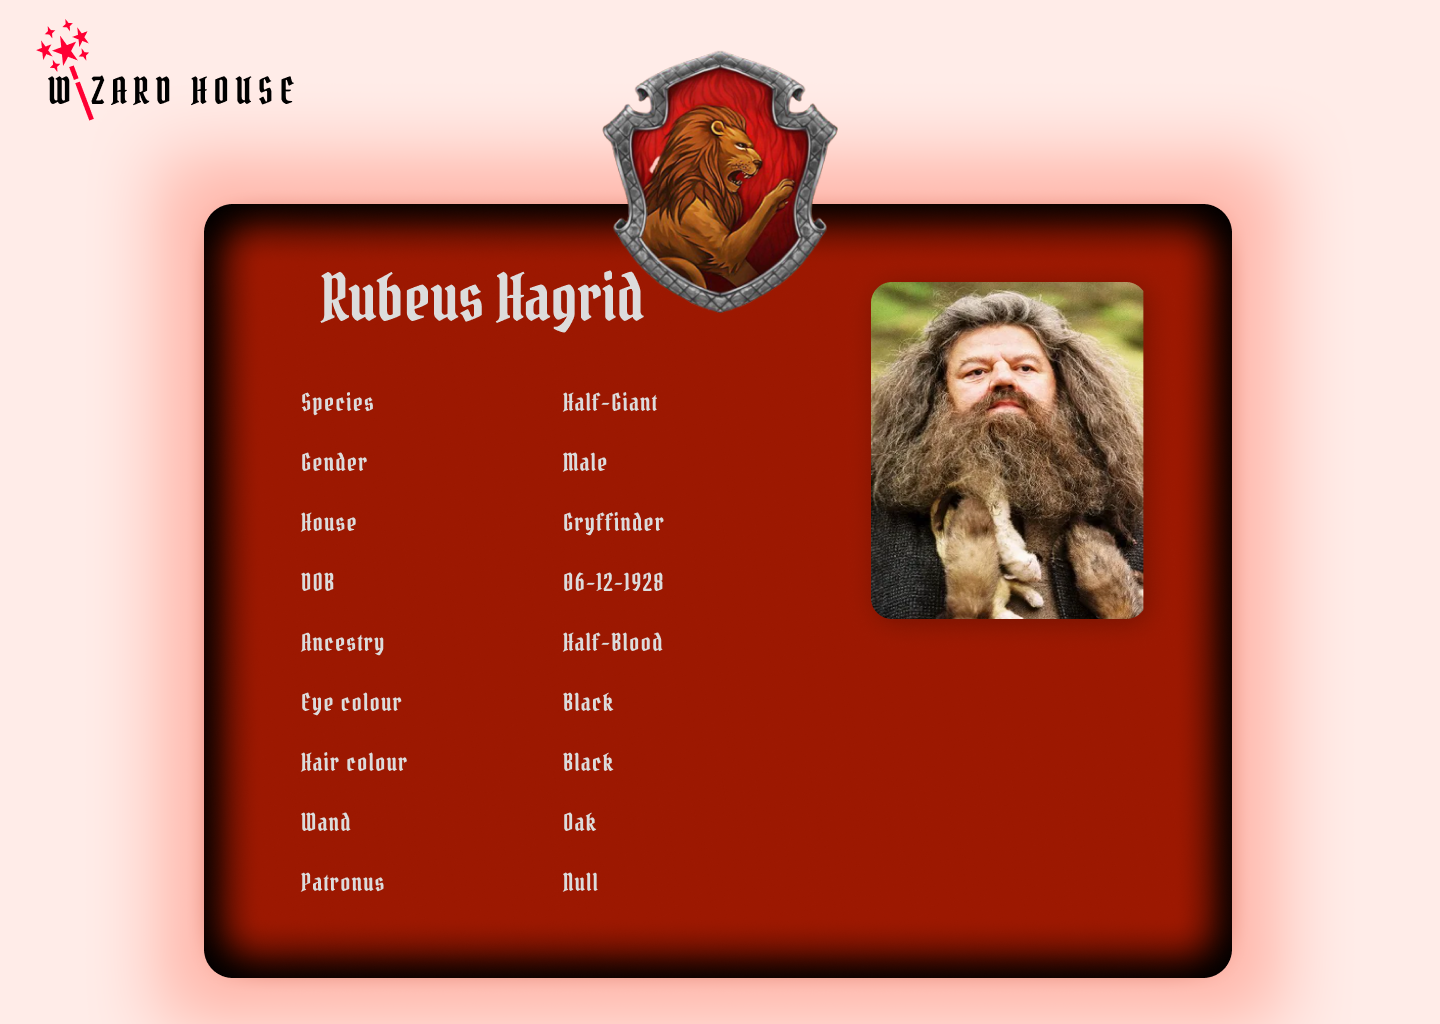 WIZARD HOUSE
Rubeus Hagrid
Species Half-Giant
Gender Male
House Gryffinder
DOB 06-12-1928
Ancestry Half-Blood
Eye colour Black
Hair colour Black
Wand Oak
Patronus Null